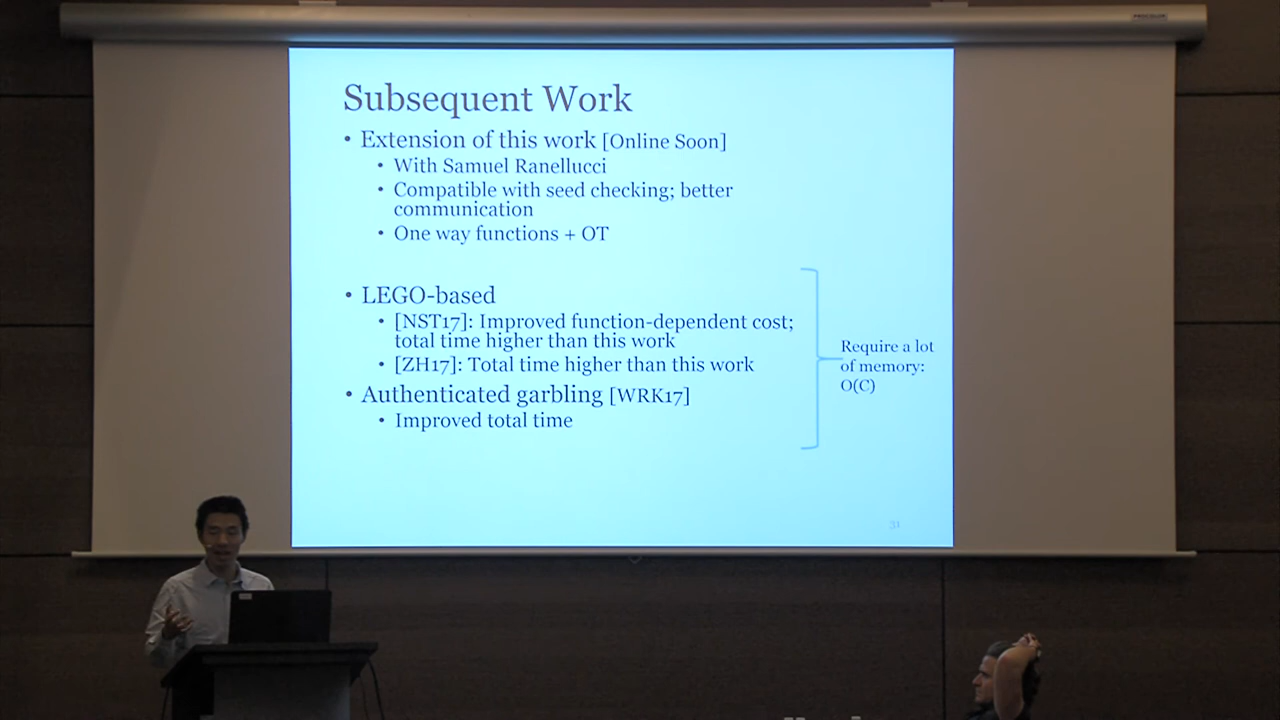 Subsequent Work
• Extension of this work [Online Soon]
• With Samuel Ranellucci
• Compatible with seed checking; better
communication
• One way functions + OT
• LEGO-based
• [NST17]: Improved function-dependent cost;
total time higher than this work
• [ZH17]: Total time higher than this work
• Authenticated garbling [WRK17]
• Improved total time
Require a lot
of memory:
O(C)
31